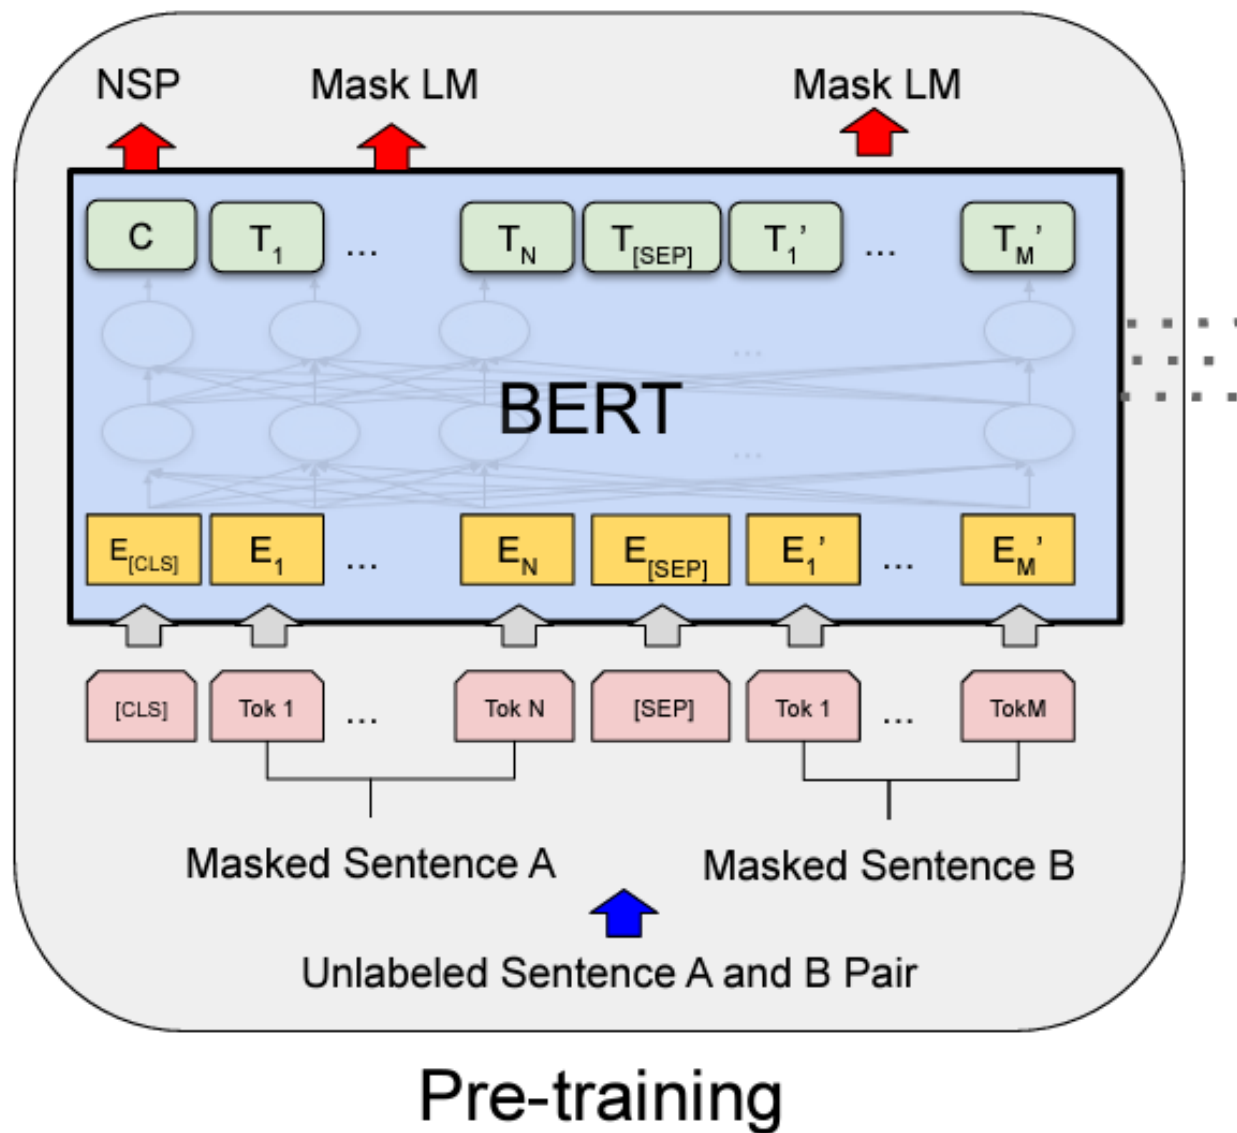 NSP Mask LM Mask LM
C T1 ... TN T[SEP] T1’ ... TM’
...
BERT
...
E[CLS] E1 ... EN E[SEP] E1’ ... EM’
[CLS] Tok 1 ... Tok N [SEP] Tok 1 ... TokM
Masked Sentence A Masked Sentence B
Unlabeled Sentence A and B Pair
Pre-training